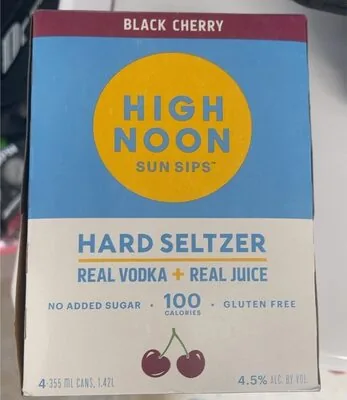 BLACK CHERRY
HIGH
NOON
SUN SIPS™
HARD SELTZER
REAL VODKA + REAL JUICE
NO ADDED SUGAR • 100 CALORIES • GLUTEN FREE
4-355 ML CANS, 1.42L
4.5% ALC. BY VOL.